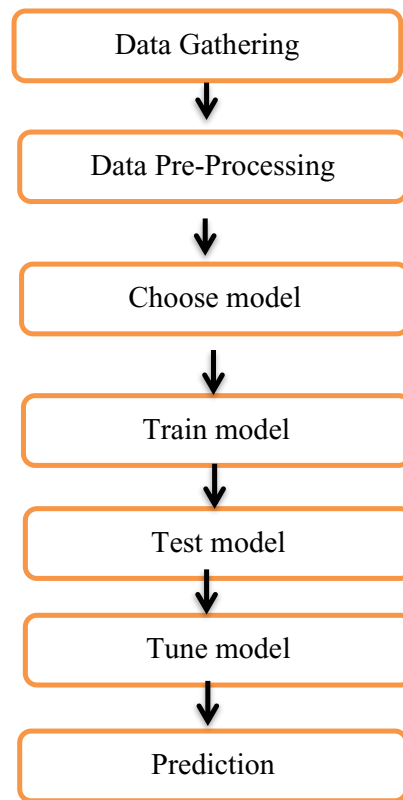 Data Gathering
Data Pre-Processing
Choose model
Train model
Test model
Tune model
Prediction